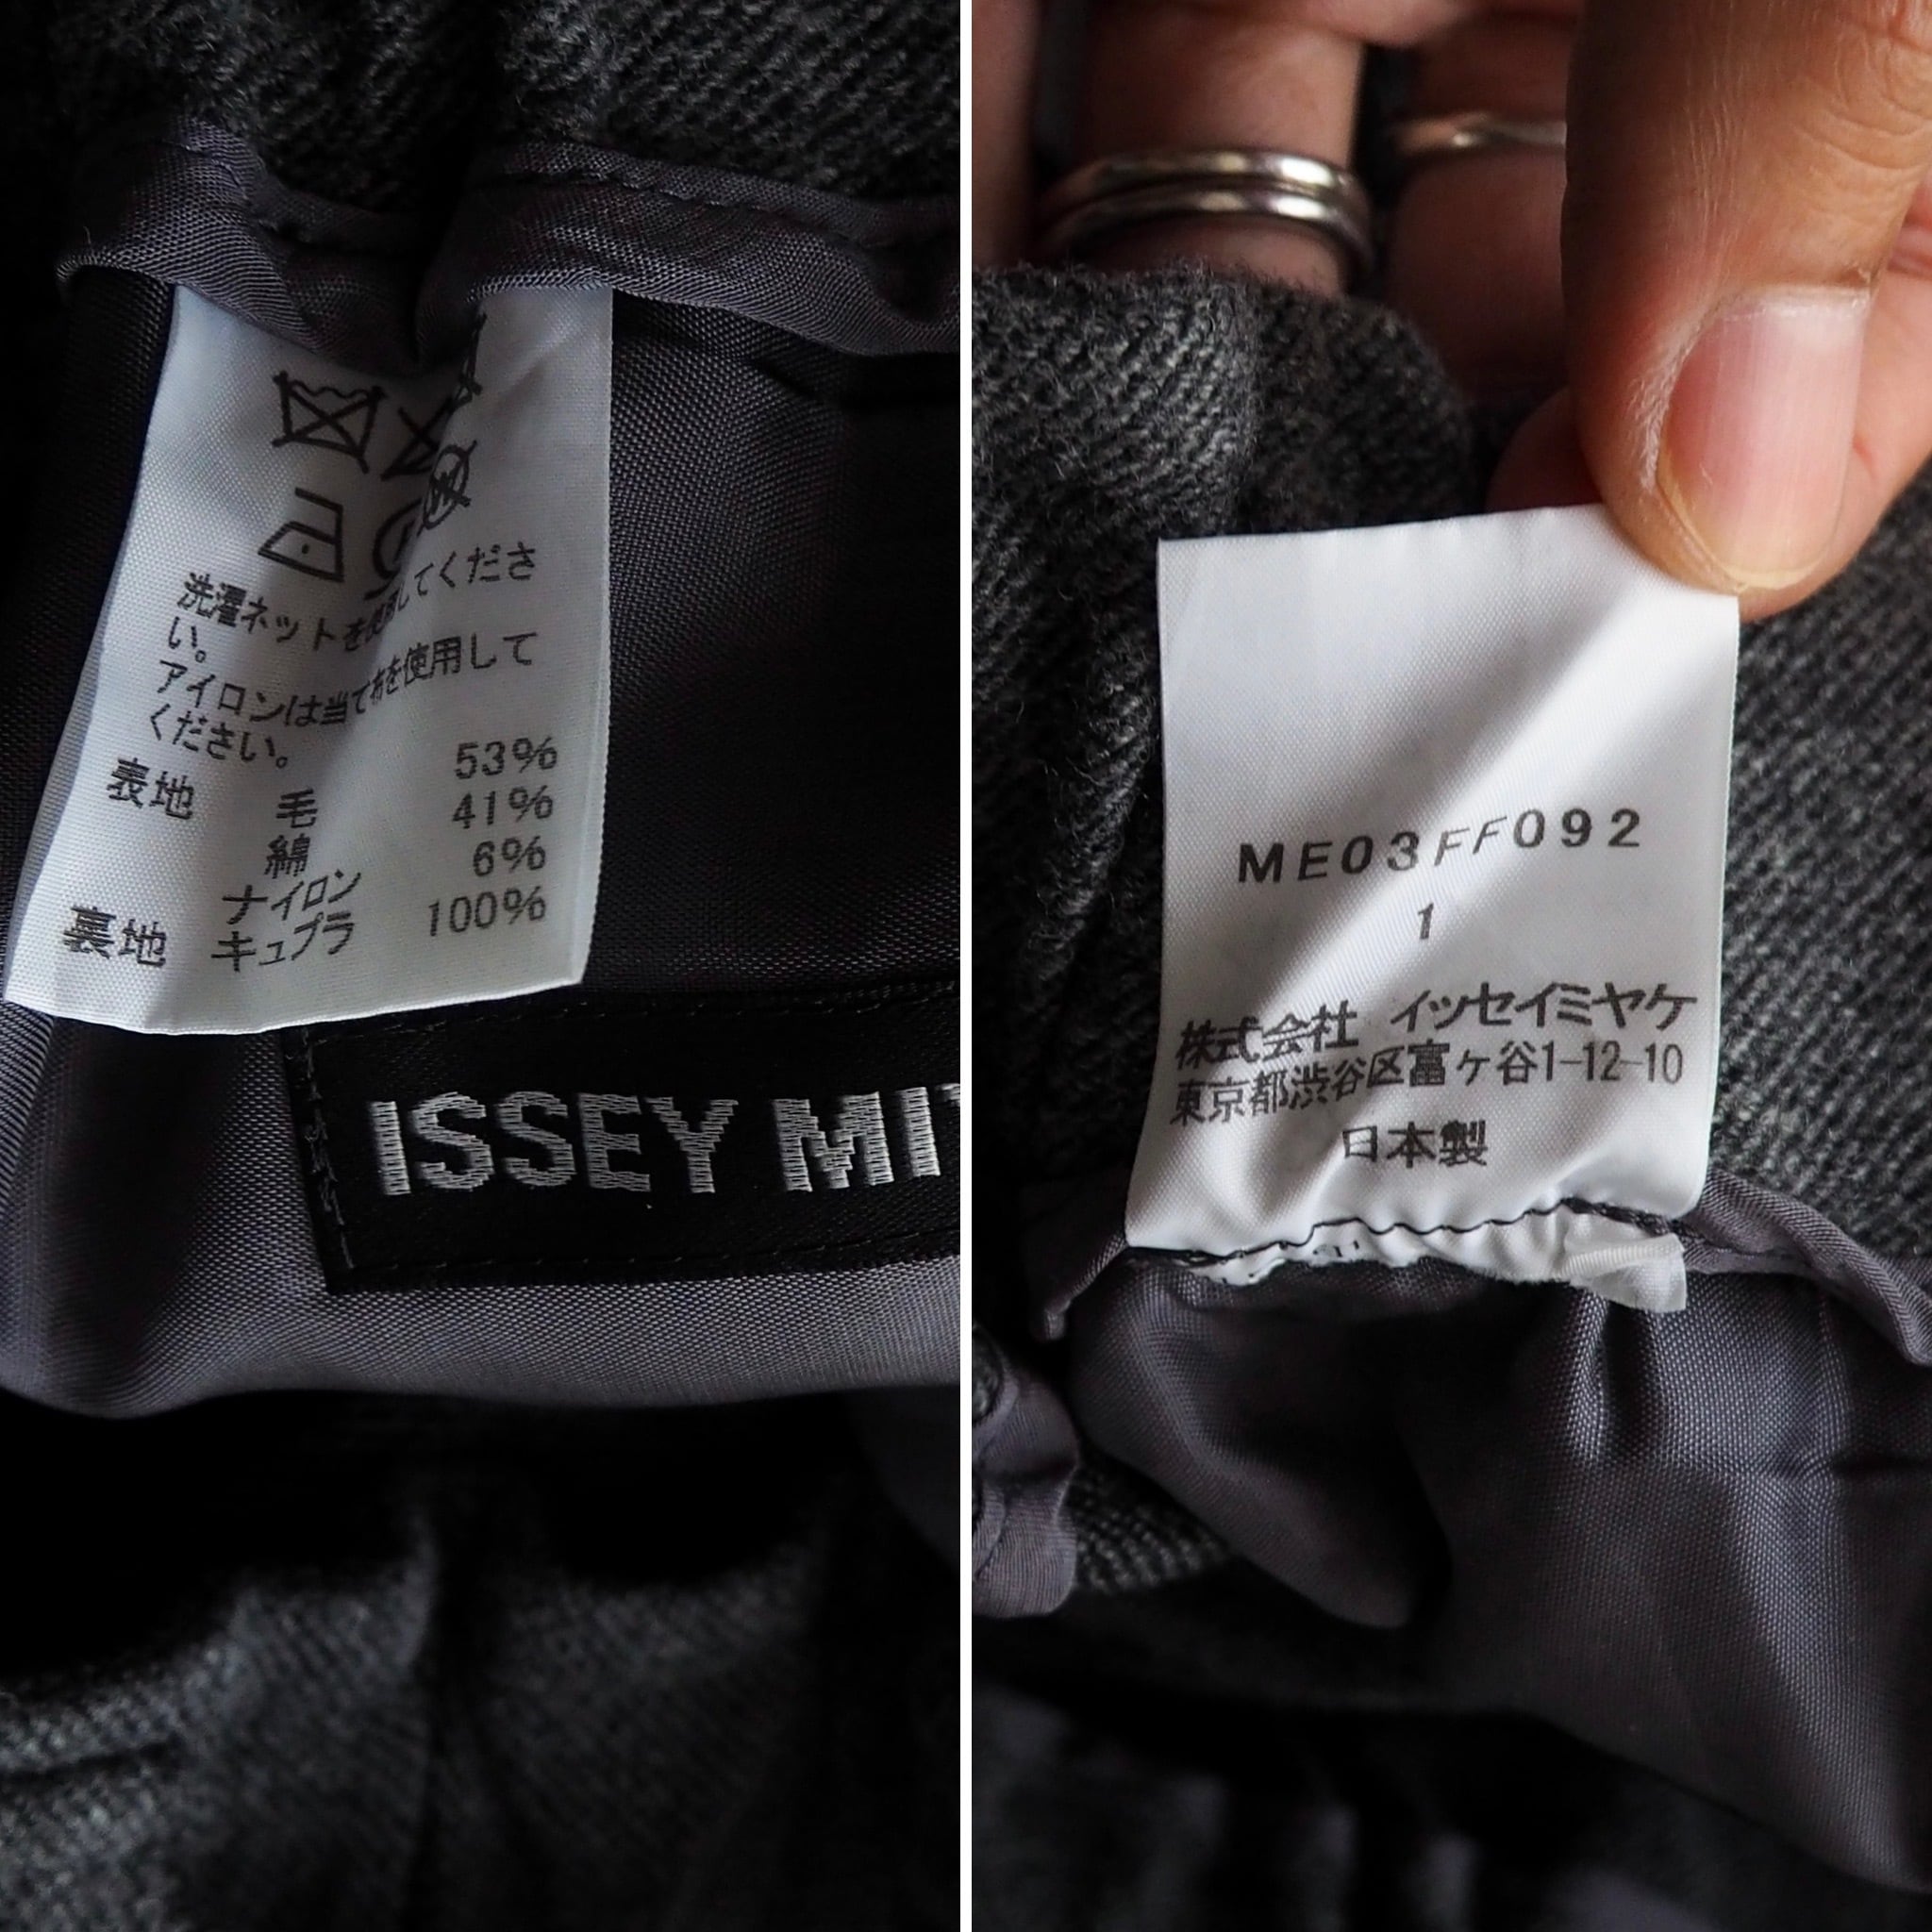 洗濯ネットを使用してくださ
い。
アイロンは当て布を使用して
ください。
表地 毛 53%
綿 41%
ナイロン 6%
裏地 キュプラ 100%
ISSEY MI
ME03FF092
1
株式会社 イッセイミヤケ
東京都渋谷区富ヶ谷1-12-10
日本製